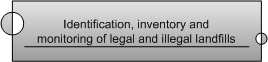 Identification, inventory and
monitoring of legal and illegal landfills